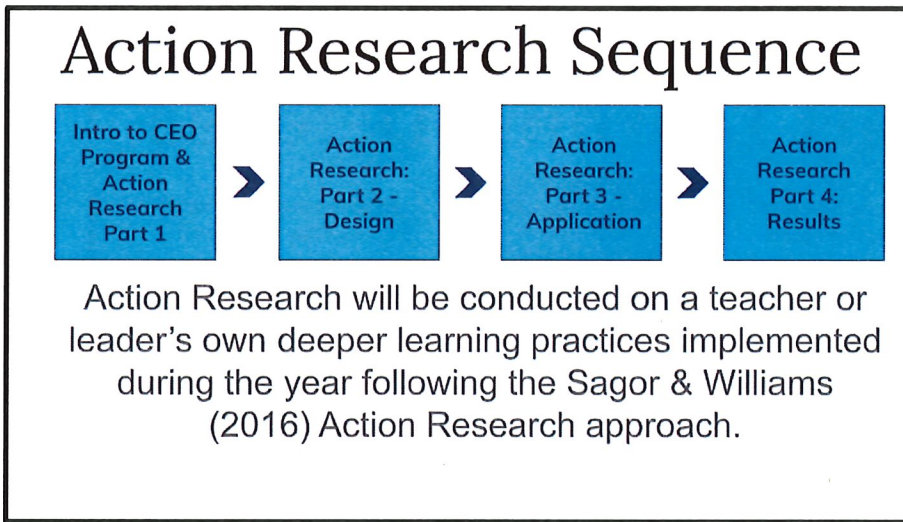 Action Research Sequence
Intro to CEO
Program &
Action
Research
Part 1
Action
Research:
Part 2 -
Design
Action
Research:
Part 3 -
Application
Action
Research
Part 4:
Results
Action Research will be conducted on a teacher or
leader's own deeper learning practices implemented
during the year following the Sagor & Williams
(2016) Action Research approach.